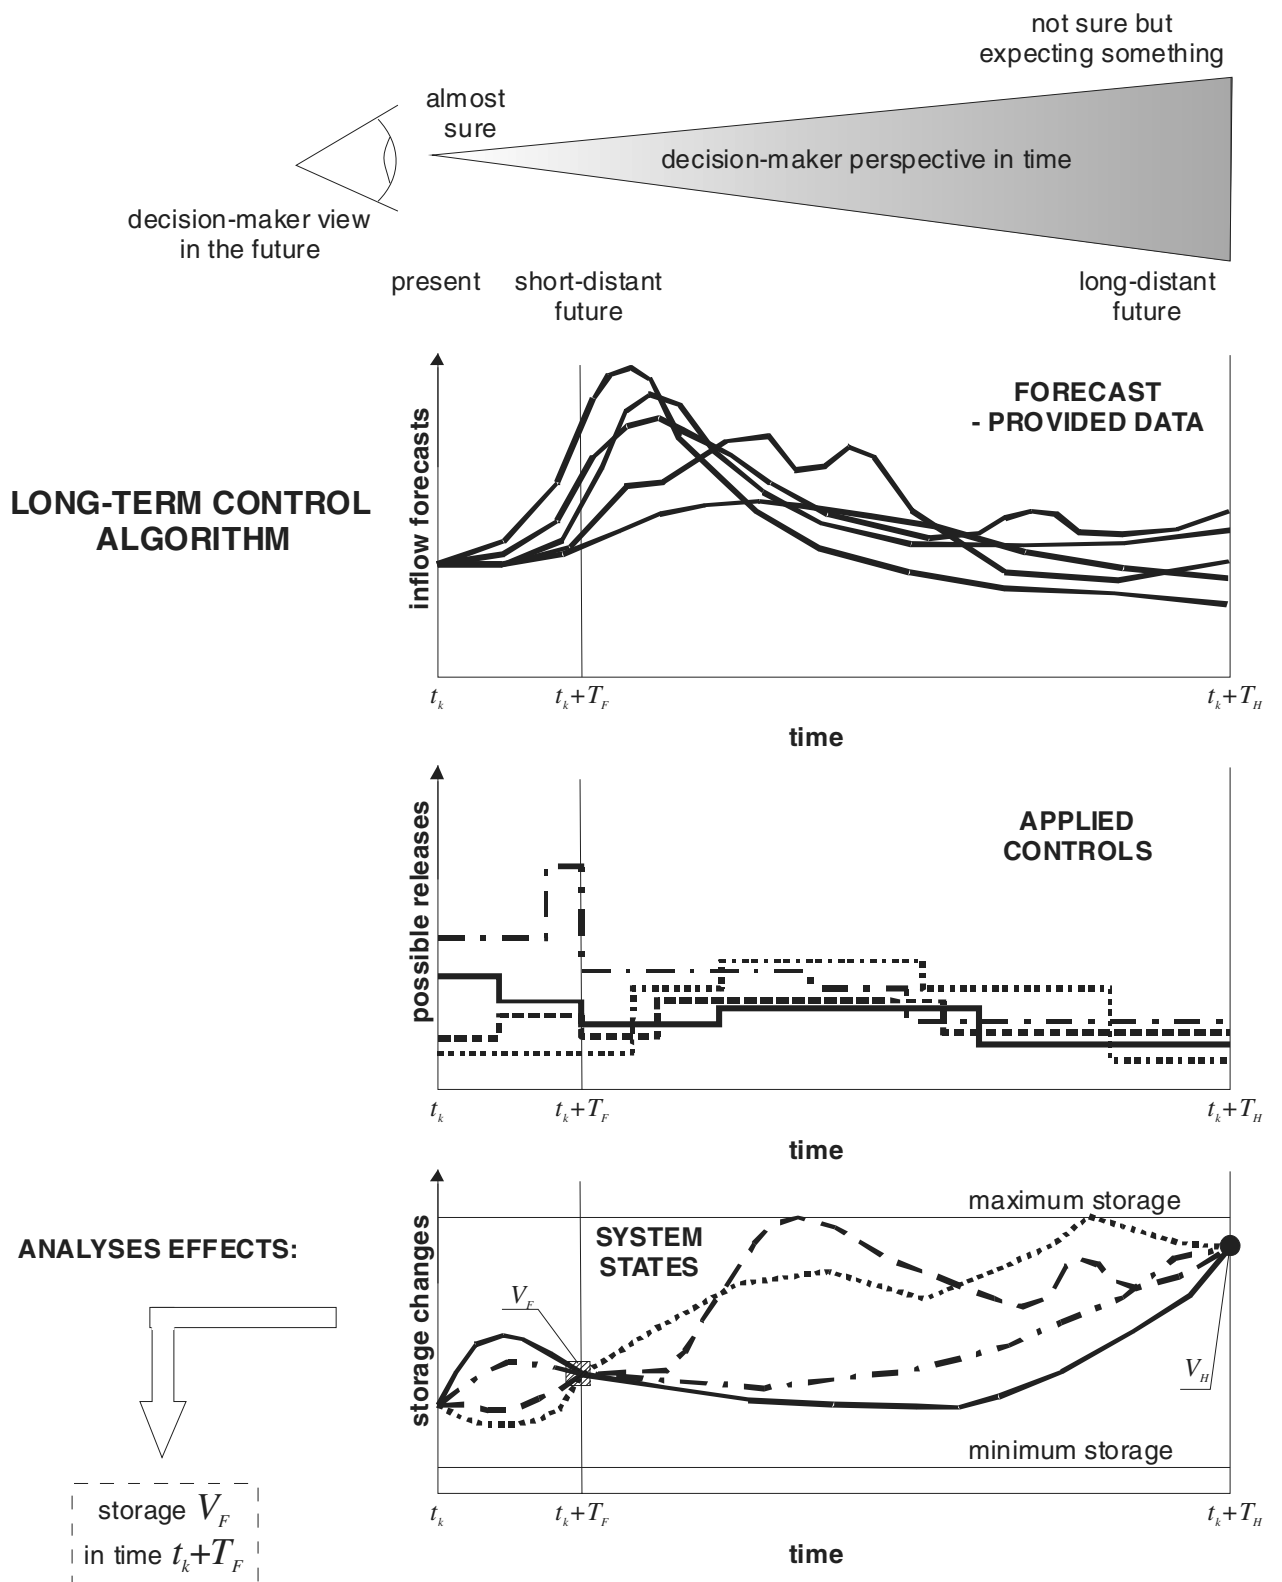 not sure but
expecting something
almost
sure
decision-maker perspective in time
decision-maker view
in the future
present
short-distant
future
long-distant
future
FORECAST
- PROVIDED DATA
LONG-TERM CONTROL
ALGORITHM
inflow forecasts
t_k
t_k+T_F
t_k+T_H
time
APPLIED
CONTROLS
possible releases
t_k
t_k+T_F
t_k+T_H
time
maximum storage
ANALYSES EFFECTS:
SYSTEM
STATES
storage changes
V_F
V_H
minimum storage
t_k
t_k+T_F
t_k+T_H
time
storage V_F
in time t_k+T_F